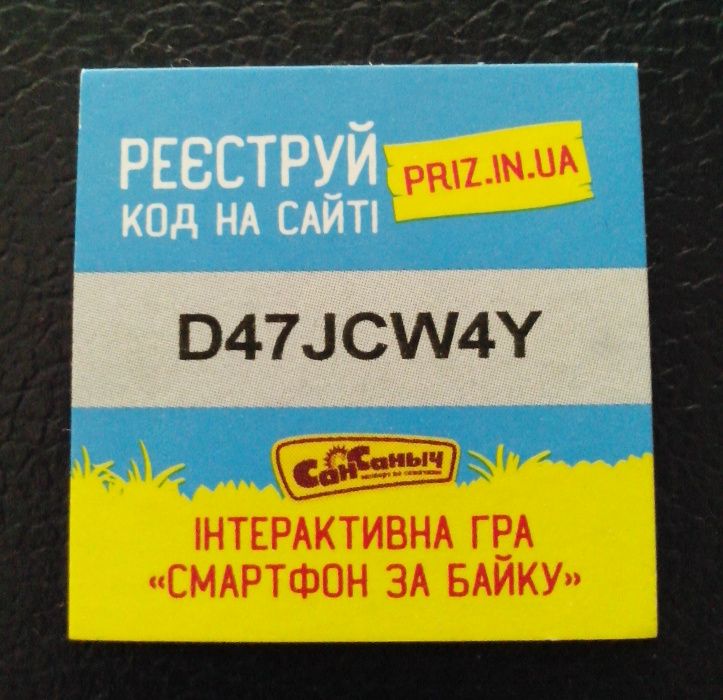 РЕЄСТРУЙ
КОД НА САЙТІ
PRIZ.IN.UA
D47JCW4Y
СанСаныч
ІНТЕРАКТИВНА ГРА
«СМАРТФОН ЗА БАЙКУ»